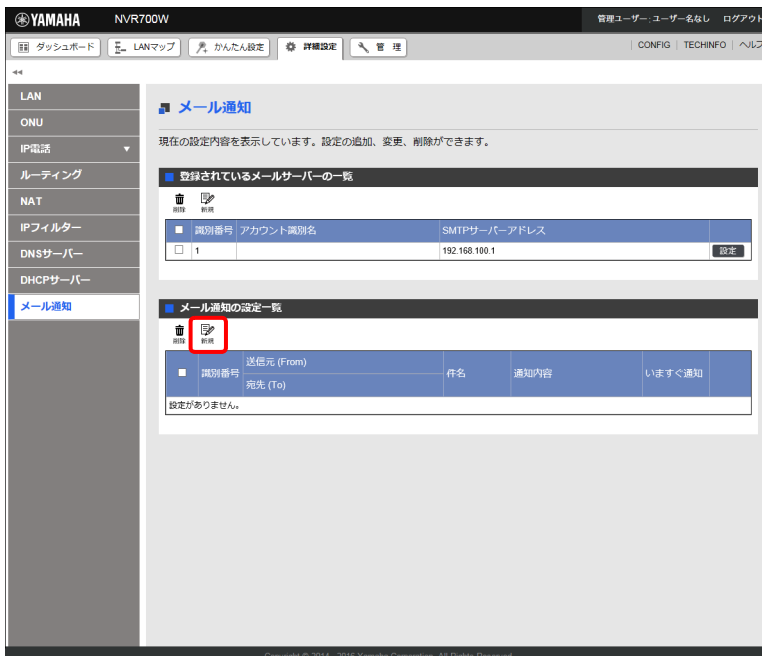 YAMAHA NVR700W 管理ユーザー:ユーザー名なし ログアウト
ダッシュボード LANマップ かんたん設定 詳細設定 管 理 CONFIG TECHINFO ヘルプ
LAN
ONU
IP電話
ルーティング
NAT
IPフィルター
DNSサーバー
DHCPサーバー
メール通知
メール通知
現在の設定内容を表示しています。設定の追加、変更、削除ができます。
登録されているメールサーバーの一覧
削除 新規
識別番号 アカウント識別名 SMTPサーバーアドレス
1 192.168.100.1 設定
メール通知の設定一覧
削除 新規
識別番号 送信元 (From) 件名 通知内容 いますぐ通知
宛先 (To)
設定がありません。
Copyright © 2014 - 2016 Yamaha Corporation. All Rights Reserved.